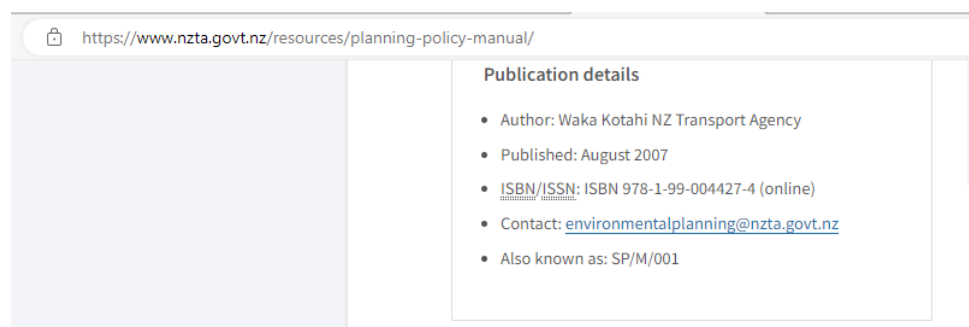 https://www.nzta.govt.nz/resources/planning-policy-manual/
Publication details
• Author: Waka Kotahi NZ Transport Agency
• Published: August 2007
• ISBN/ISSN: ISBN 978-1-99-004427-4 (online)
• Contact: environmentalplanning@nzta.govt.nz
• Also known as: SP/M/001